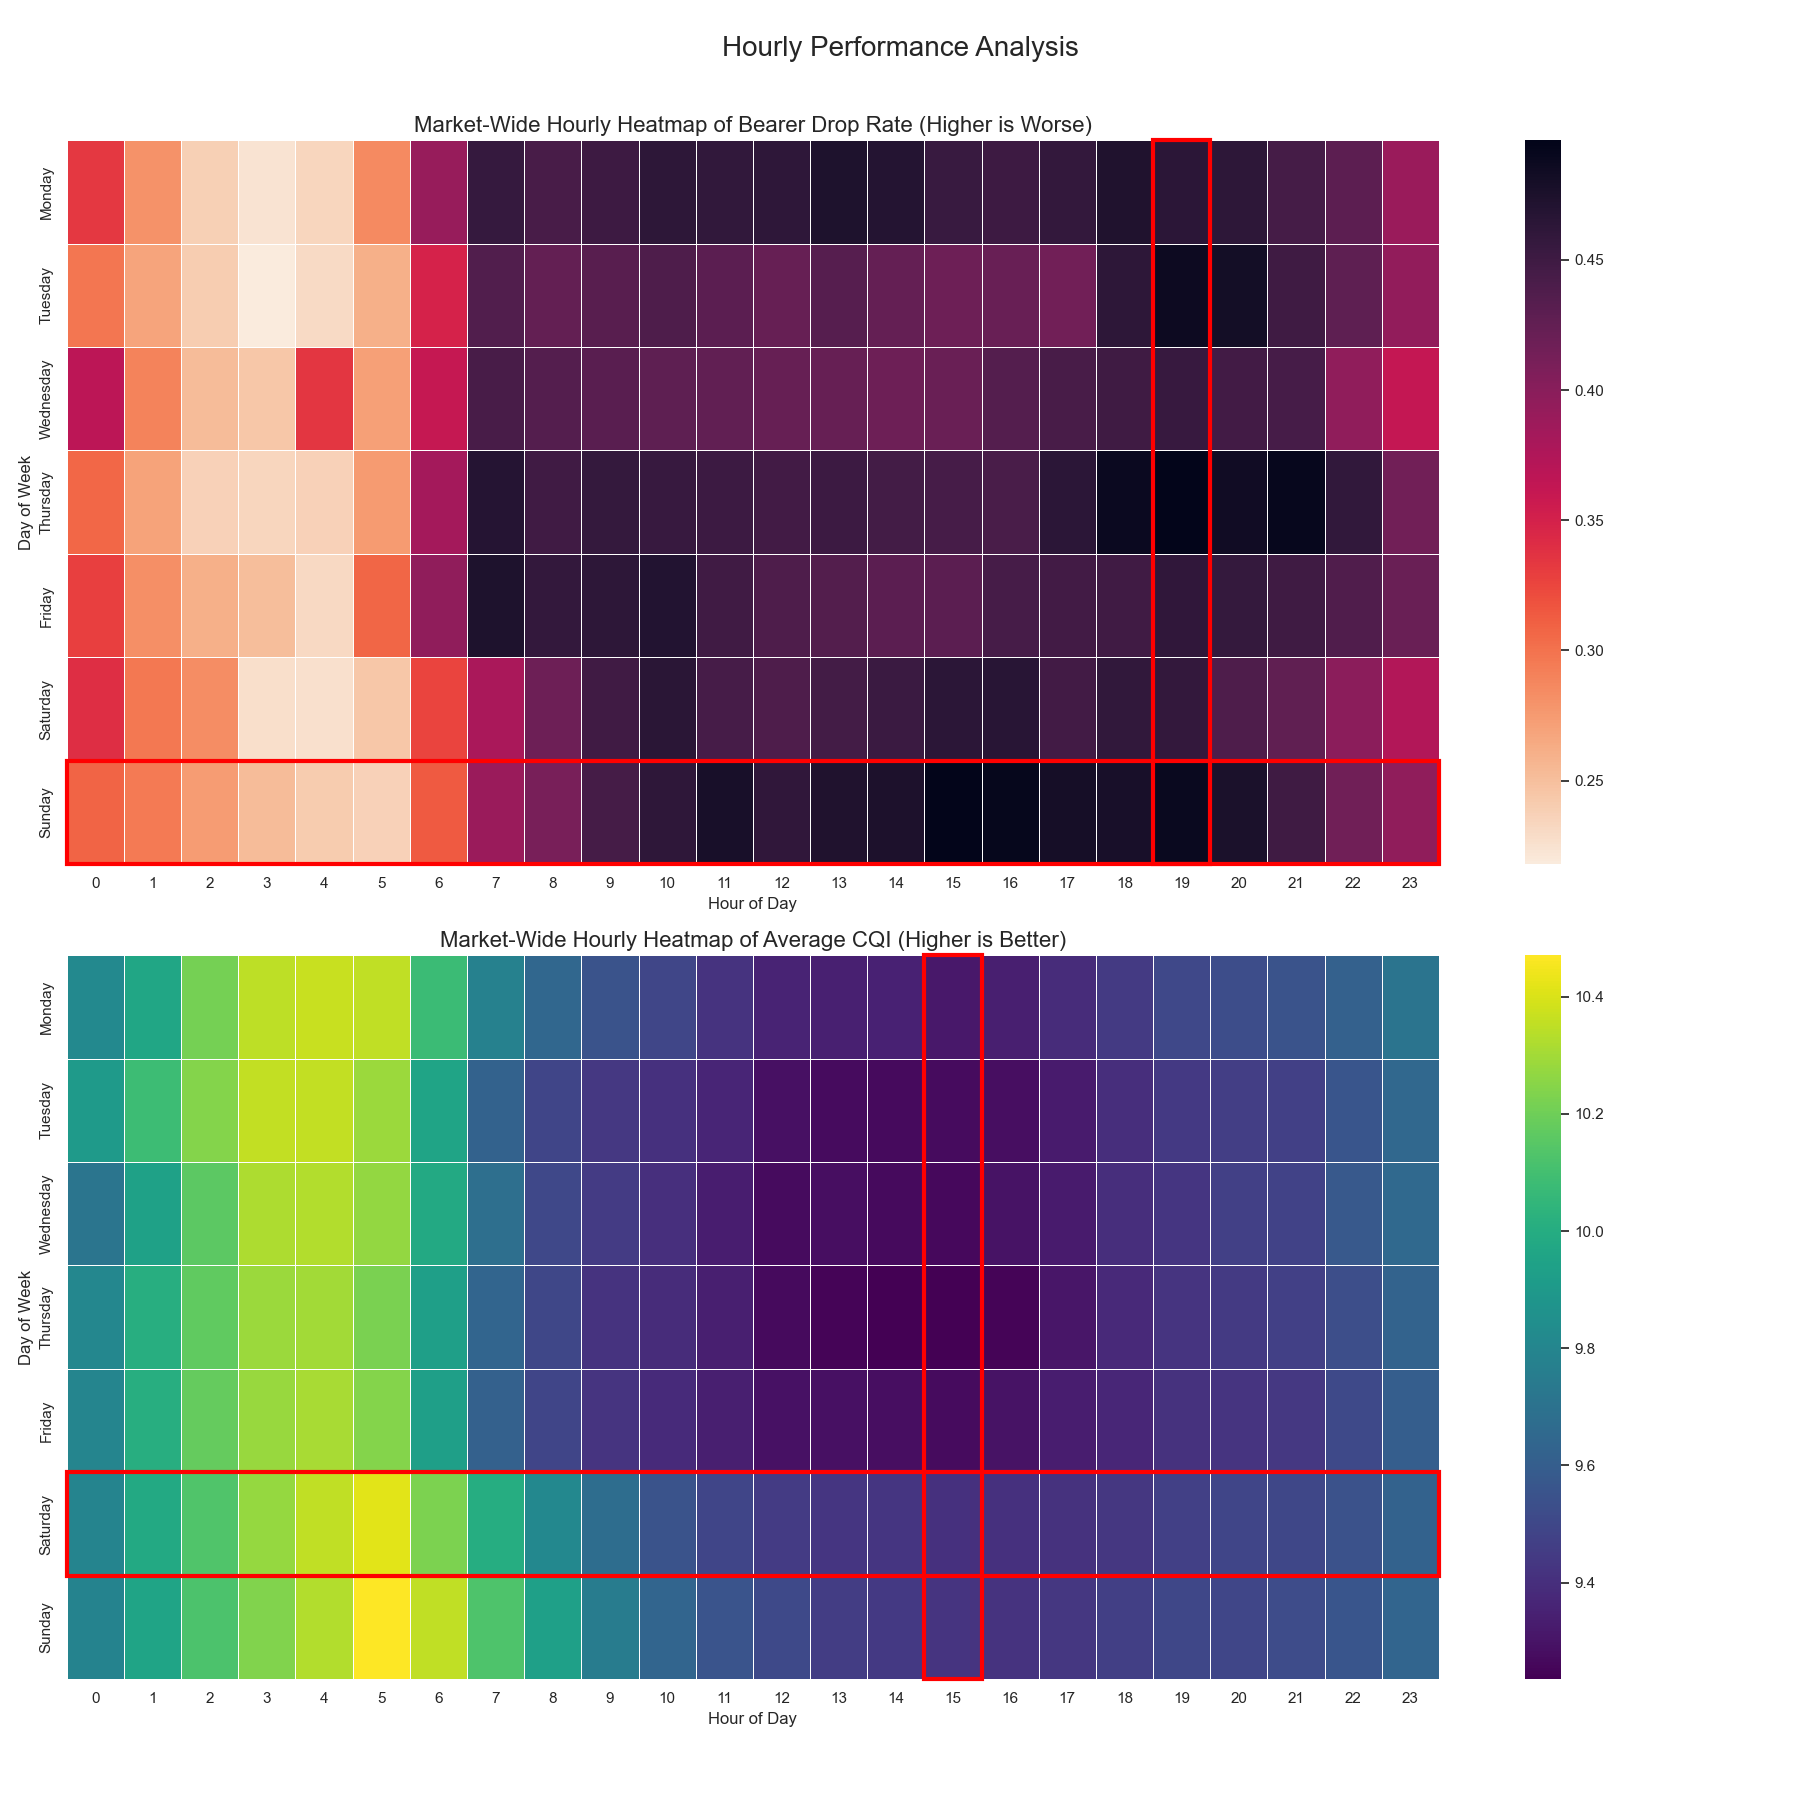 Hourly Performance Analysis
Market-Wide Hourly Heatmap of Bearer Drop Rate (Higher is Worse)
Day of Week
Monday
Tuesday
Wednesday
Thursday
Friday
Saturday
Sunday
0 1 2 3 4 5 6 7 8 9 10 11 12 13 14 15 16 17 18 19 20 21 22 23
Hour of Day
0.45
0.40
0.35
0.30
0.25
Market-Wide Hourly Heatmap of Average CQI (Higher is Better)
Day of Week
Monday
Tuesday
Wednesday
Thursday
Friday
Saturday
Sunday
0 1 2 3 4 5 6 7 8 9 10 11 12 13 14 15 16 17 18 19 20 21 22 23
Hour of Day
10.4
10.2
10.0
9.8
9.6
9.4